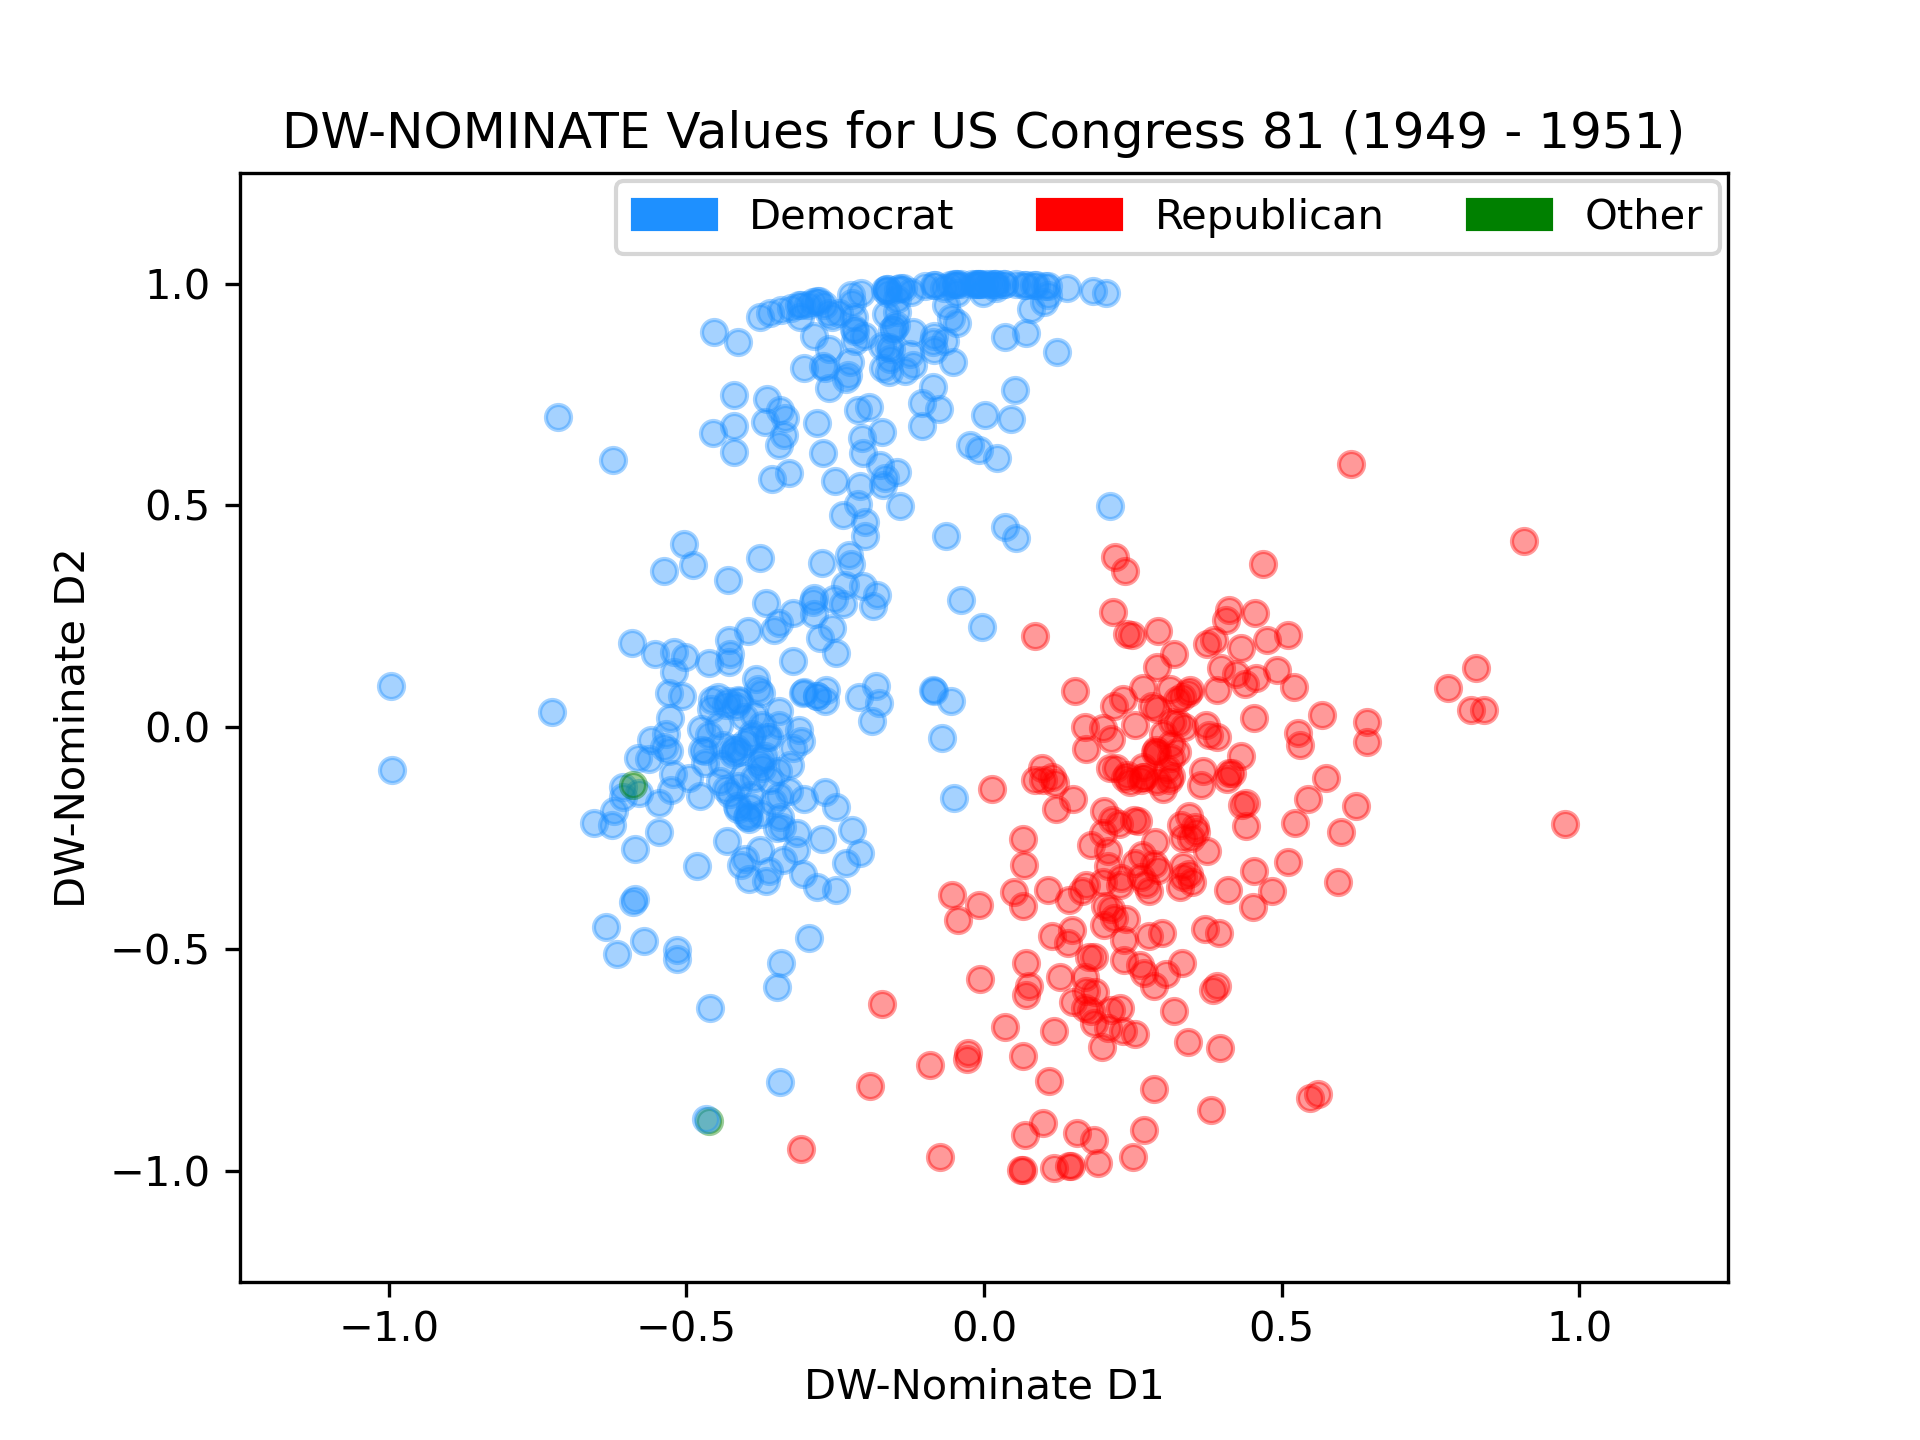 DW-NOMINATE Values for US Congress 81 (1949 - 1951)
Democrat Republican Other
1.0
0.5
0.0
−0.5
−1.0
DW-Nominate D2
−1.0 −0.5 0.0 0.5 1.0
DW-Nominate D1